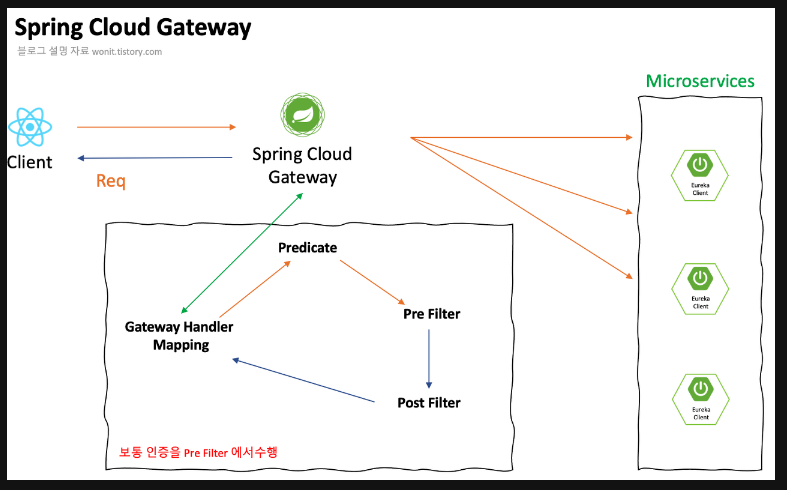 Spring Cloud Gateway
블로그 설명 자료 wonit.tistory.com
Microservices
Client
Req
Spring Cloud
Gateway
Eureka
Client
Predicate
Gateway Handler
Mapping
Pre Filter
Post Filter
Eureka
Client
Eureka
Client
보통 인증을 Pre Filter 에서수행